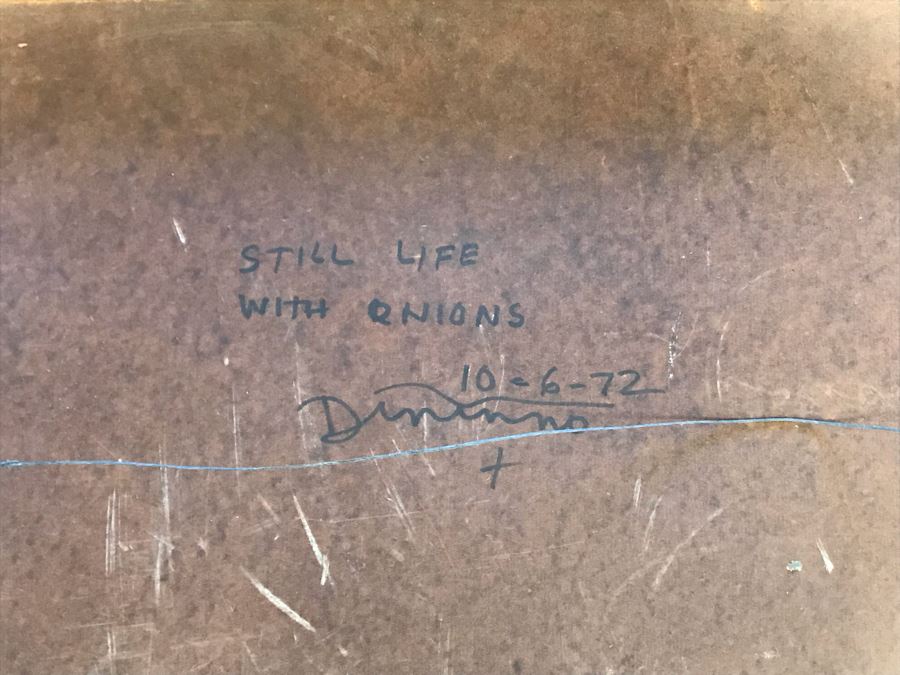 STILL LIFE
WITH ONIONS
10-6-72
+